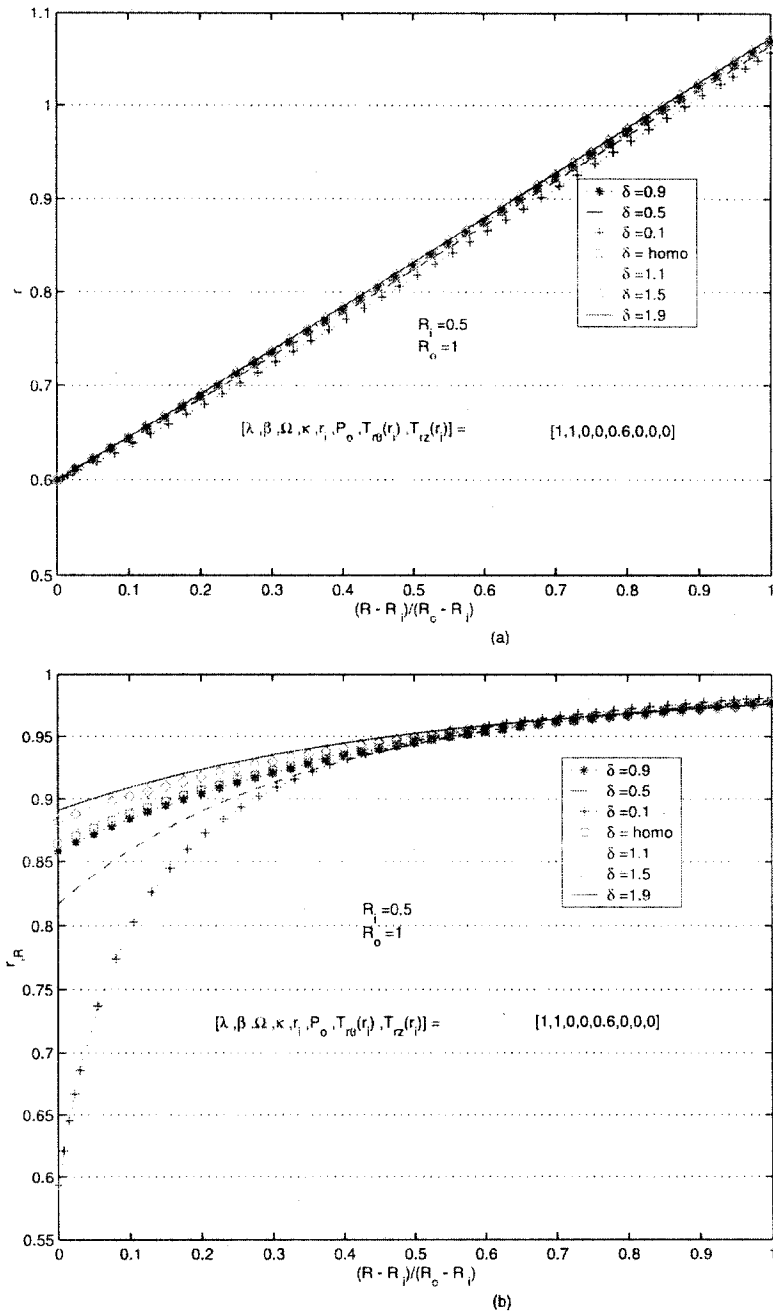 1.1
1
0.9
0.8
0.7
0.6
0.5
r
δ =0.9
δ =0.5
δ =0.1
δ = homo
δ =1.1
δ =1.5
δ =1.9
R_i =0.5
R_o =1
[λ ,β ,Ω ,κ ,r_i ,P_o ,T_rθ(r_i) ,T_rz(r_i)] = [1,1,0,0,0.6,0,0,0]
0 0.1 0.2 0.3 0.4 0.5 0.6 0.7 0.8 0.9 1
(R - R_i)/(R_o - R_i)
(a)
1
0.95
0.9
0.85
0.8
0.75
0.7
0.65
0.6
0.55
r_,R
δ =0.9
δ =0.5
δ =0.1
δ = homo
δ =1.1
δ =1.5
δ =1.9
R_i =0.5
R_o =1
[λ ,β ,Ω ,κ ,r_i ,P_o ,T_rθ(r_i) ,T_rz(r_i)] = [1,1,0,0,0.6,0,0,0]
0 0.1 0.2 0.3 0.4 0.5 0.6 0.7 0.8 0.9 1
(R - R_i)/(R_o - R_i)
(b)